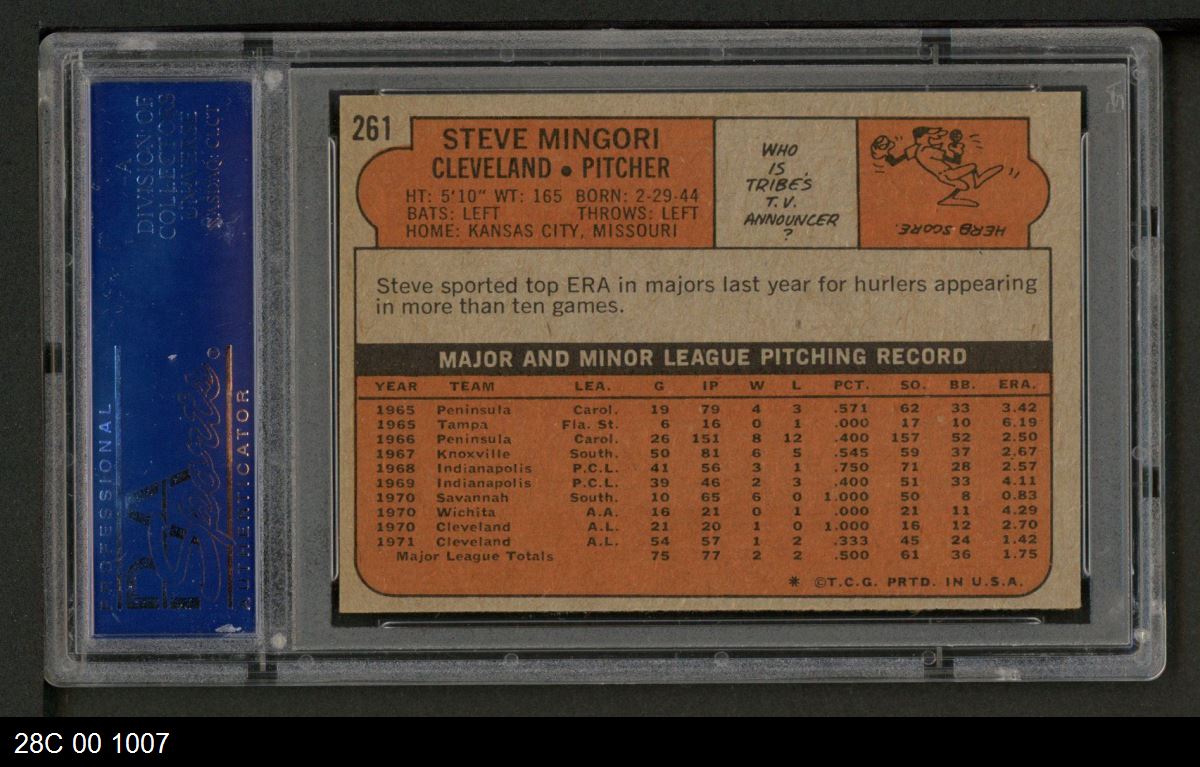 261
STEVE MINGORI
CLEVELAND • PITCHER
HT: 5'10" WT: 165 BORN: 2-29-44
BATS: LEFT THROWS: LEFT
HOME: KANSAS CITY, MISSOURI
WHO
IS
TRIBE'S
T.V.
ANNOUNCER
?
HERB SCORE.
Steve sported top ERA in majors last year for hurlers appearing
in more than ten games.
MAJOR AND MINOR LEAGUE PITCHING RECORD
YEAR TEAM LEA. G IP W L PCT. SO. BB. ERA.
1965 Peninsula Carol. 19 79 4 3 .571 62 33 3.42
1965 Tampa Fla. St. 6 16 0 1 .000 17 10 6.19
1966 Peninsula Carol. 26 151 8 12 .400 157 52 2.50
1967 Knoxville South. 50 81 6 5 .545 59 37 2.67
1968 Indianapolis P.C.L. 41 56 3 1 .750 71 28 2.57
1969 Indianapolis P.C.L. 39 46 2 3 .400 51 33 4.11
1970 Savannah South. 10 65 6 0 1.000 50 8 0.83
1970 Wichita A.A. 16 21 0 1 .000 21 11 4.29
1970 Cleveland A.L. 21 20 1 0 1.000 16 12 2.70
1971 Cleveland A.L. 54 57 1 2 .333 45 24 1.42
Major League Totals 75 77 2 2 .500 61 36 1.75
* ©T.C.G. PRTD. IN U.S.A.
A
DIVISION OF
COLLECTORS
UNIVERSE
NASDAQ: CLCT
PROFESSIONAL
PSA
Sports
AUTHENTICATOR
28C 00 1007